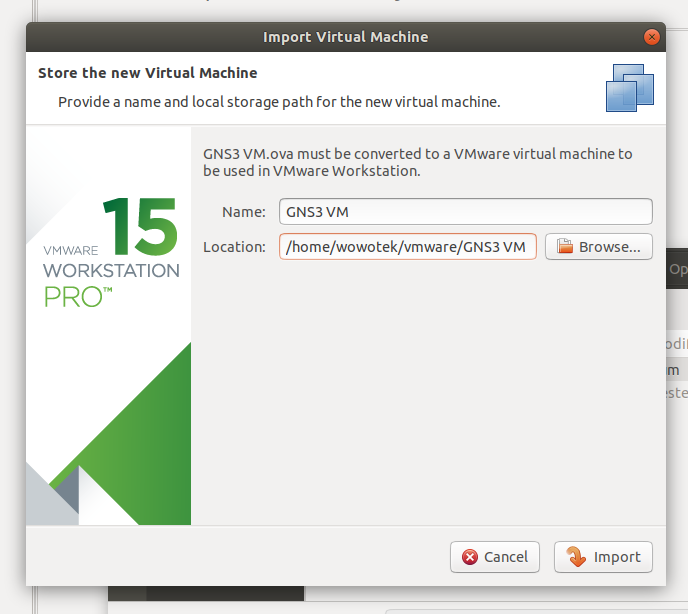 Import Virtual Machine
Store the new Virtual Machine
Provide a name and local storage path for the new virtual machine.
GNS3 VM.ova must be converted to a VMware virtual machine to
be used in VMware Workstation.
Name: GNS3 VM
Location: /home/wowotek/vmware/GNS3 VM Browse...
15
VMWARE
WORKSTATION
PRO™
Op
odif
m
este
Cancel Import